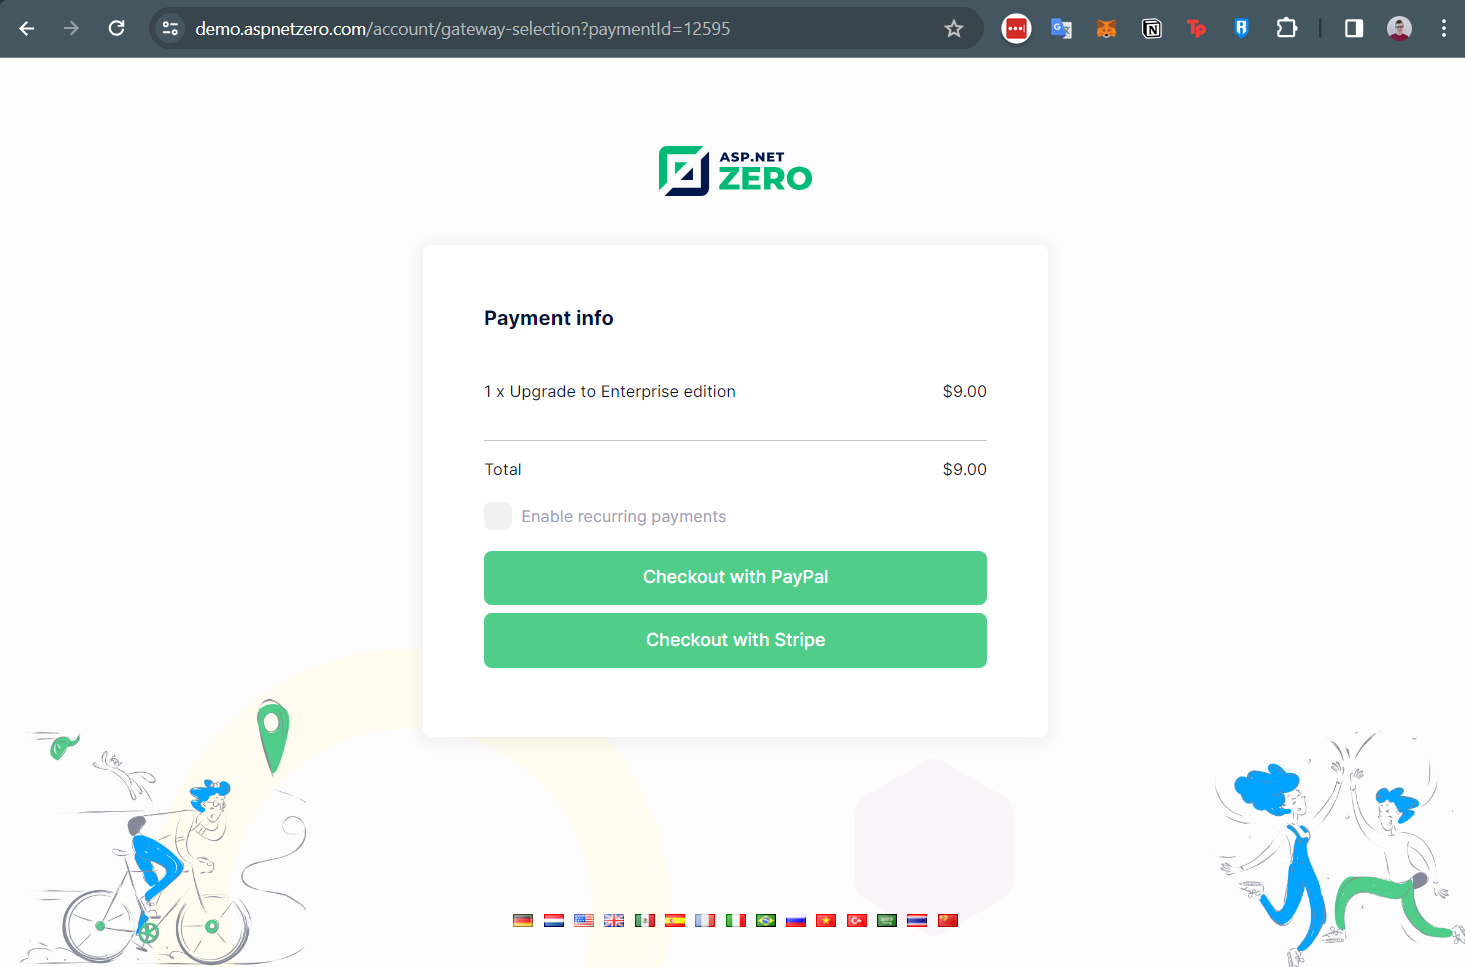 demo.aspnetzero.com/account/gateway-selection?paymentId=12595
ASP.NET
ZERO
Payment info
1 x Upgrade to Enterprise edition $9.00
Total $9.00
Enable recurring payments
Checkout with PayPal
Checkout with Stripe